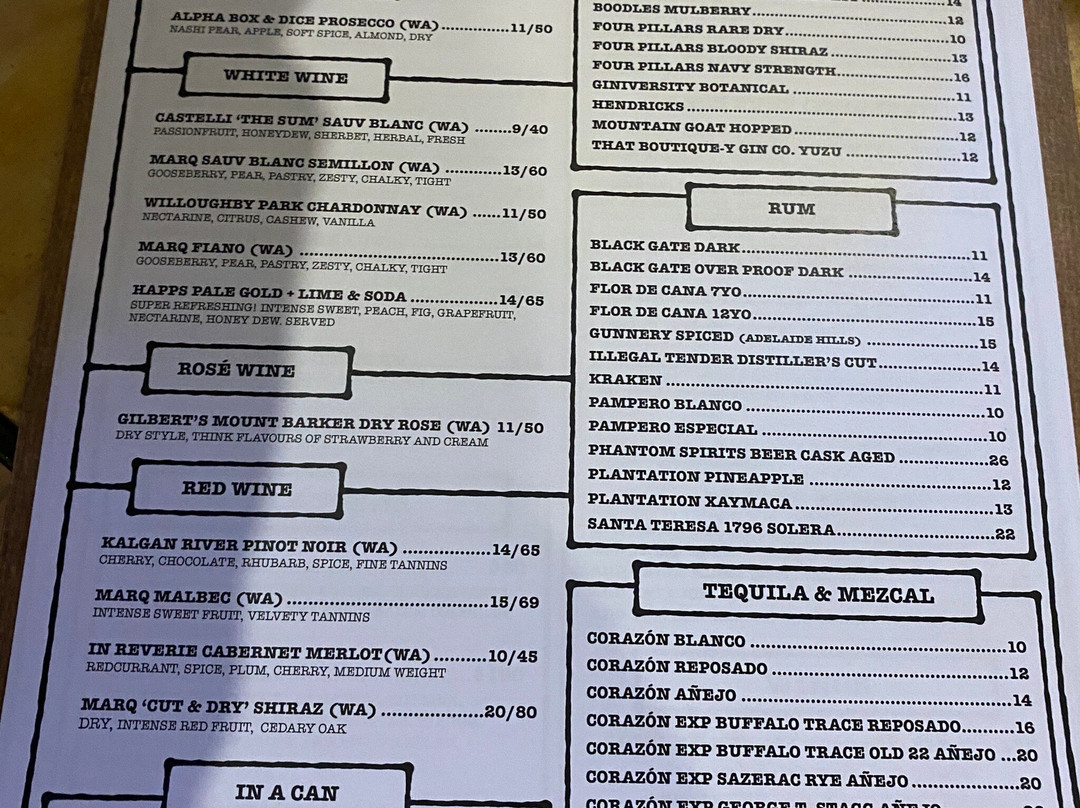 ALPHA BOX & DICE PROSECCO (WA)...............11/50
NASHI PEAR, APPLE, SOFT SPICE, ALMOND, DRY
WHITE WINE
CASTELLI ‘THE SUM’ SAUV BLANC (WA) ........9/40
PASSIONFRUIT, HONEYDEW, SHERBET, HERBAL, FRESH
MARQ SAUV BLANC SEMILLON (WA) .............13/60
GOOSEBERRY, PEAR, PASTRY, ZESTY, CHALKY, TIGHT
WILLOUGHBY PARK CHARDONNAY (WA) ......11/50
NECTARINE, CITRUS, CASHEW, VANILLA
MARQ FIANO (WA) .............................................13/60
GOOSEBERRY, PEAR, PASTRY, ZESTY, CHALKY, TIGHT
HAPPS PALE GOLD + LIME & SODA ....................14/65
SUPER REFRESHING! INTENSE SWEET, PEACH, FIG, GRAPEFRUIT,
NECTARINE, HONEY DEW. SERVED
ROSÉ WINE
GILBERT’S MOUNT BARKER DRY ROSE (WA) 11/50
DRY STYLE, THINK FLAVOURS OF STRAWBERRY AND CREAM
RED WINE
KALGAN RIVER PINOT NOIR (WA) ...................14/65
CHERRY, CHOCOLATE, RHUBARB, SPICE, FINE TANNINS
MARQ MALBEC (WA) ............................................15/69
INTENSE SWEET FRUIT, VELVETY TANNINS
IN REVERIE CABERNET MERLOT(WA)..........10/45
REDCURRANT, SPICE, PLUM, CHERRY, MEDIUM WEIGHT
MARQ ‘CUT & DRY’ SHIRAZ (WA) .....................20/80
DRY, INTENSE RED FRUIT, CEDARY OAK
IN A CAN
14
BOODLES MULBERRY.............................................12
FOUR PILLARS RARE DRY......................................10
FOUR PILLARS BLOODY SHIRAZ ............................13
FOUR PILLARS NAVY STRENGTH...........................16
GINIVERSITY BOTANICAL .....................................11
HENDRICKS ..............................................................13
MOUNTAIN GOAT HOPPED.....................................12
THAT BOUTIQUE-Y GIN CO. YUZU .........................12
RUM
BLACK GATE DARK...................................................11
BLACK GATE OVER PROOF DARK ............................14
FLOR DE CANA 7YO...................................................11
FLOR DE CANA 12YO.................................................15
GUNNERY SPICED (ADELAIDE HILLS) .........................15
ILLEGAL TENDER DISTILLER’S CUT.......................14
KRAKEN ......................................................................11
PAMPERO BLANCO ....................................................10
PAMPERO ESPECIAL ..................................................10
PHANTOM SPIRITS BEER CASK AGED ....................26
PLANTATION PINEAPPLE ........................................12
PLANTATION XAYMACA..........................................13
SANTA TERESA 1796 SOLERA...................................22
TEQUILA & MEZCAL
CORAZÓN BLANCO ....................................................10
CORAZÓN REPOSADO ................................................12
CORAZÓN AÑEJO .......................................................14
CORAZÓN EXP BUFFALO TRACE REPOSADO..........16
CORAZÓN EXP BUFFALO TRACE OLD 22 AÑEJO ...20
CORAZÓN EXP SAZERAC RYE AÑEJO .....................20
CORAZÓN EXP GEORGE T. STAGG AÑEJO